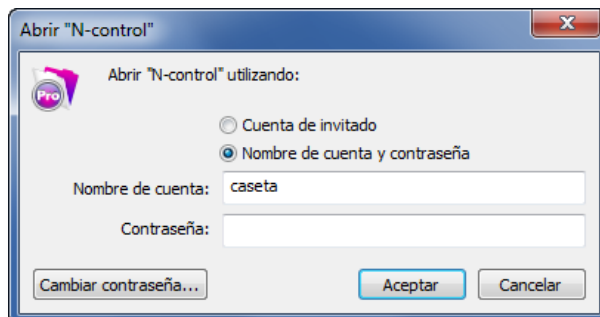 Abrir "N-control"
X
Abrir "N-control" utilizando:
Pro
Cuenta de invitado
Nombre de cuenta y contraseña
Nombre de cuenta: caseta
Contraseña:
Cambiar contraseña... Aceptar Cancelar